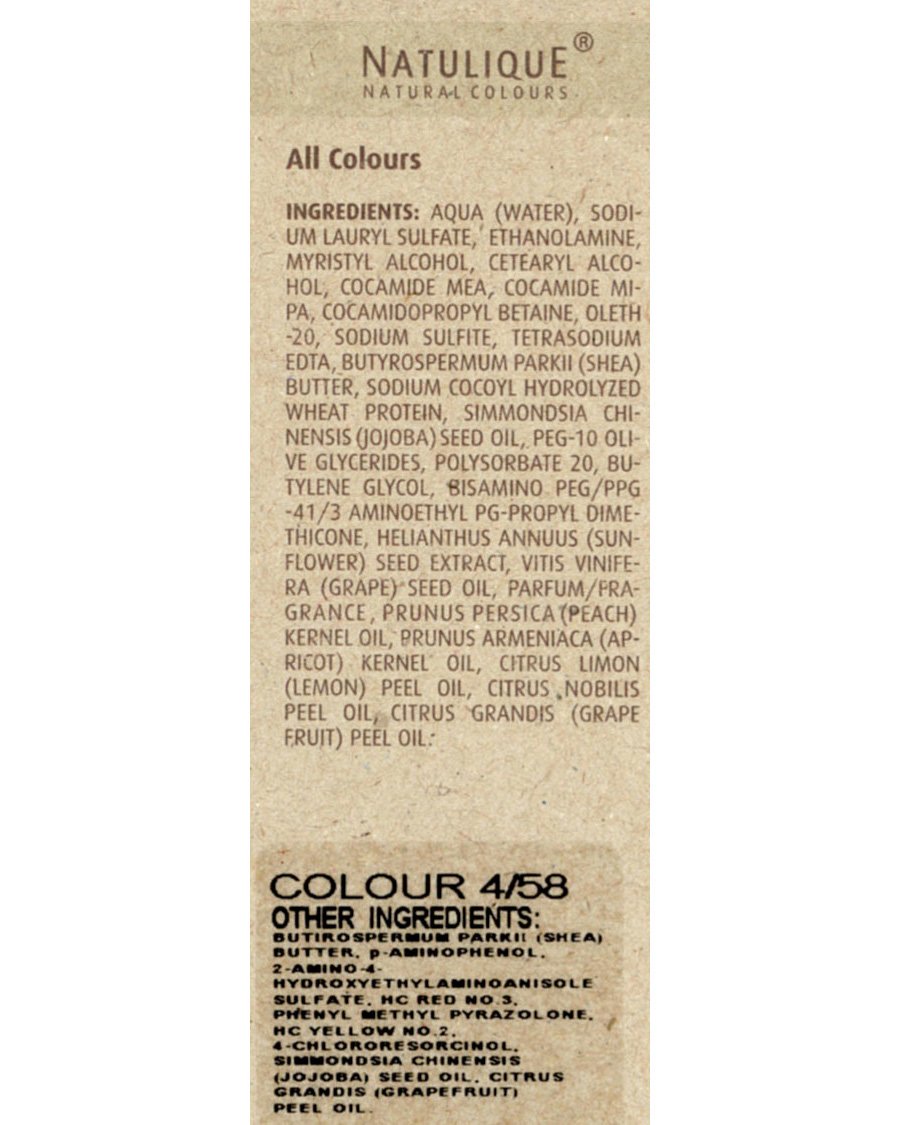 NATULIQUE®
NATURAL COLOURS
All Colours
INGREDIENTS: AQUA (WATER), SODI-
UM LAURYL SULFATE, ETHANOLAMINE,
MYRISTYL ALCOHOL, CETEARYL ALCO-
HOL, COCAMIDE MEA, COCAMIDE MI-
PA, COCAMIDOPROPYL BETAINE, OLETH
-20, SODIUM SULFITE, TETRASODIUM
EDTA, BUTYROSPERMUM PARKII (SHEA)
BUTTER, SODIUM COCOYL HYDROLYZED
WHEAT PROTEIN, SIMMONDSIA CHI-
NENSIS (JOJOBA) SEED OIL, PEG-10 OLI-
VE GLYCERIDES, POLYSORBATE 20, BU-
TYLENE GLYCOL, BISAMINO PEG/PPG
-41/3 AMINOETHYL PG-PROPYL DIME-
THICONE, HELIANTHUS ANNUUS (SUN-
FLOWER) SEED EXTRACT, VITIS VINIFE-
RA (GRAPE) SEED OIL, PARFUM/FRA-
GRANCE, PRUNUS PERSICA (PEACH)
KERNEL OIL, PRUNUS ARMENIACA (AP-
RICOT) KERNEL OIL, CITRUS LIMON
(LEMON) PEEL OIL, CITRUS NOBILIS
PEEL OIL, CITRUS GRANDIS (GRAPE
FRUIT) PEEL OIL.
COLOUR 4/58
OTHER INGREDIENTS:
BUTIROSPERMUM PARKII (SHEA)
BUTTER, p-AMINOPHENOL,
2-AMINO-4-
HYDROXYETHYLAMINOANISOLE
SULFATE, HC RED NO.3,
PHENYL METHYL PYRAZOLONE,
HC YELLOW NO.2,
4-CHLORORESORCINOL,
SIMMONDSIA CHINENSIS
(JOJOBA) SEED OIL, CITRUS
GRANDIS (GRAPEFRUIT)
PEEL OIL.